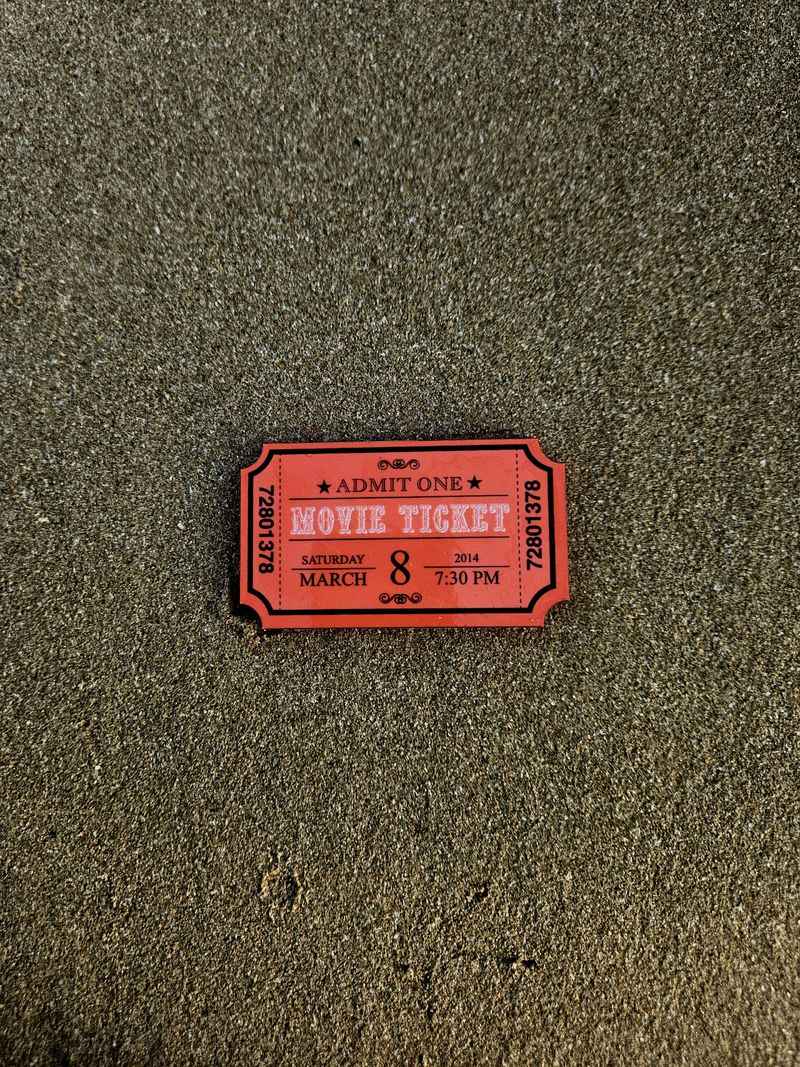 72801378
★ ADMIT ONE ★
MOVIE TICKET
SATURDAY
MARCH
8
2014
7:30 PM
72801378